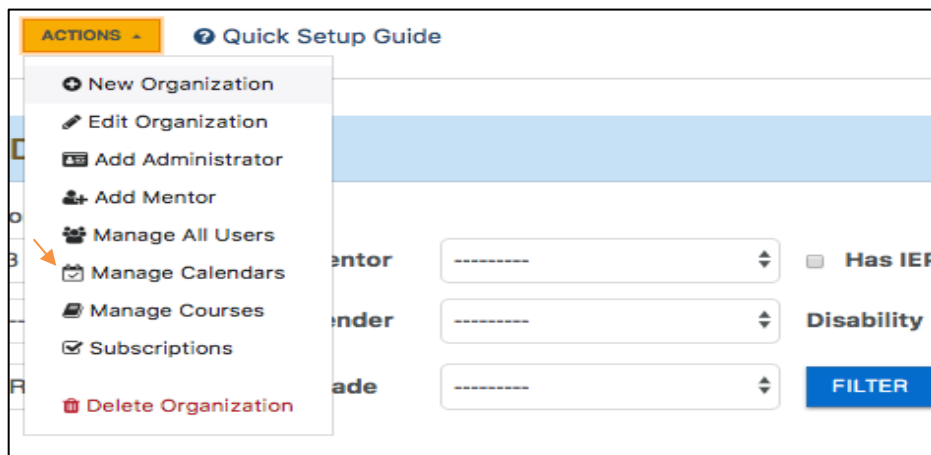 ACTIONS
Quick Setup Guide
New Organization
Edit Organization
Add Administrator
Add Mentor
Manage All Users
Manage Calendars
Manage Courses
Subscriptions
Delete Organization
entor
---------
Has IEP
ender
---------
Disability
ade
---------
FILTER